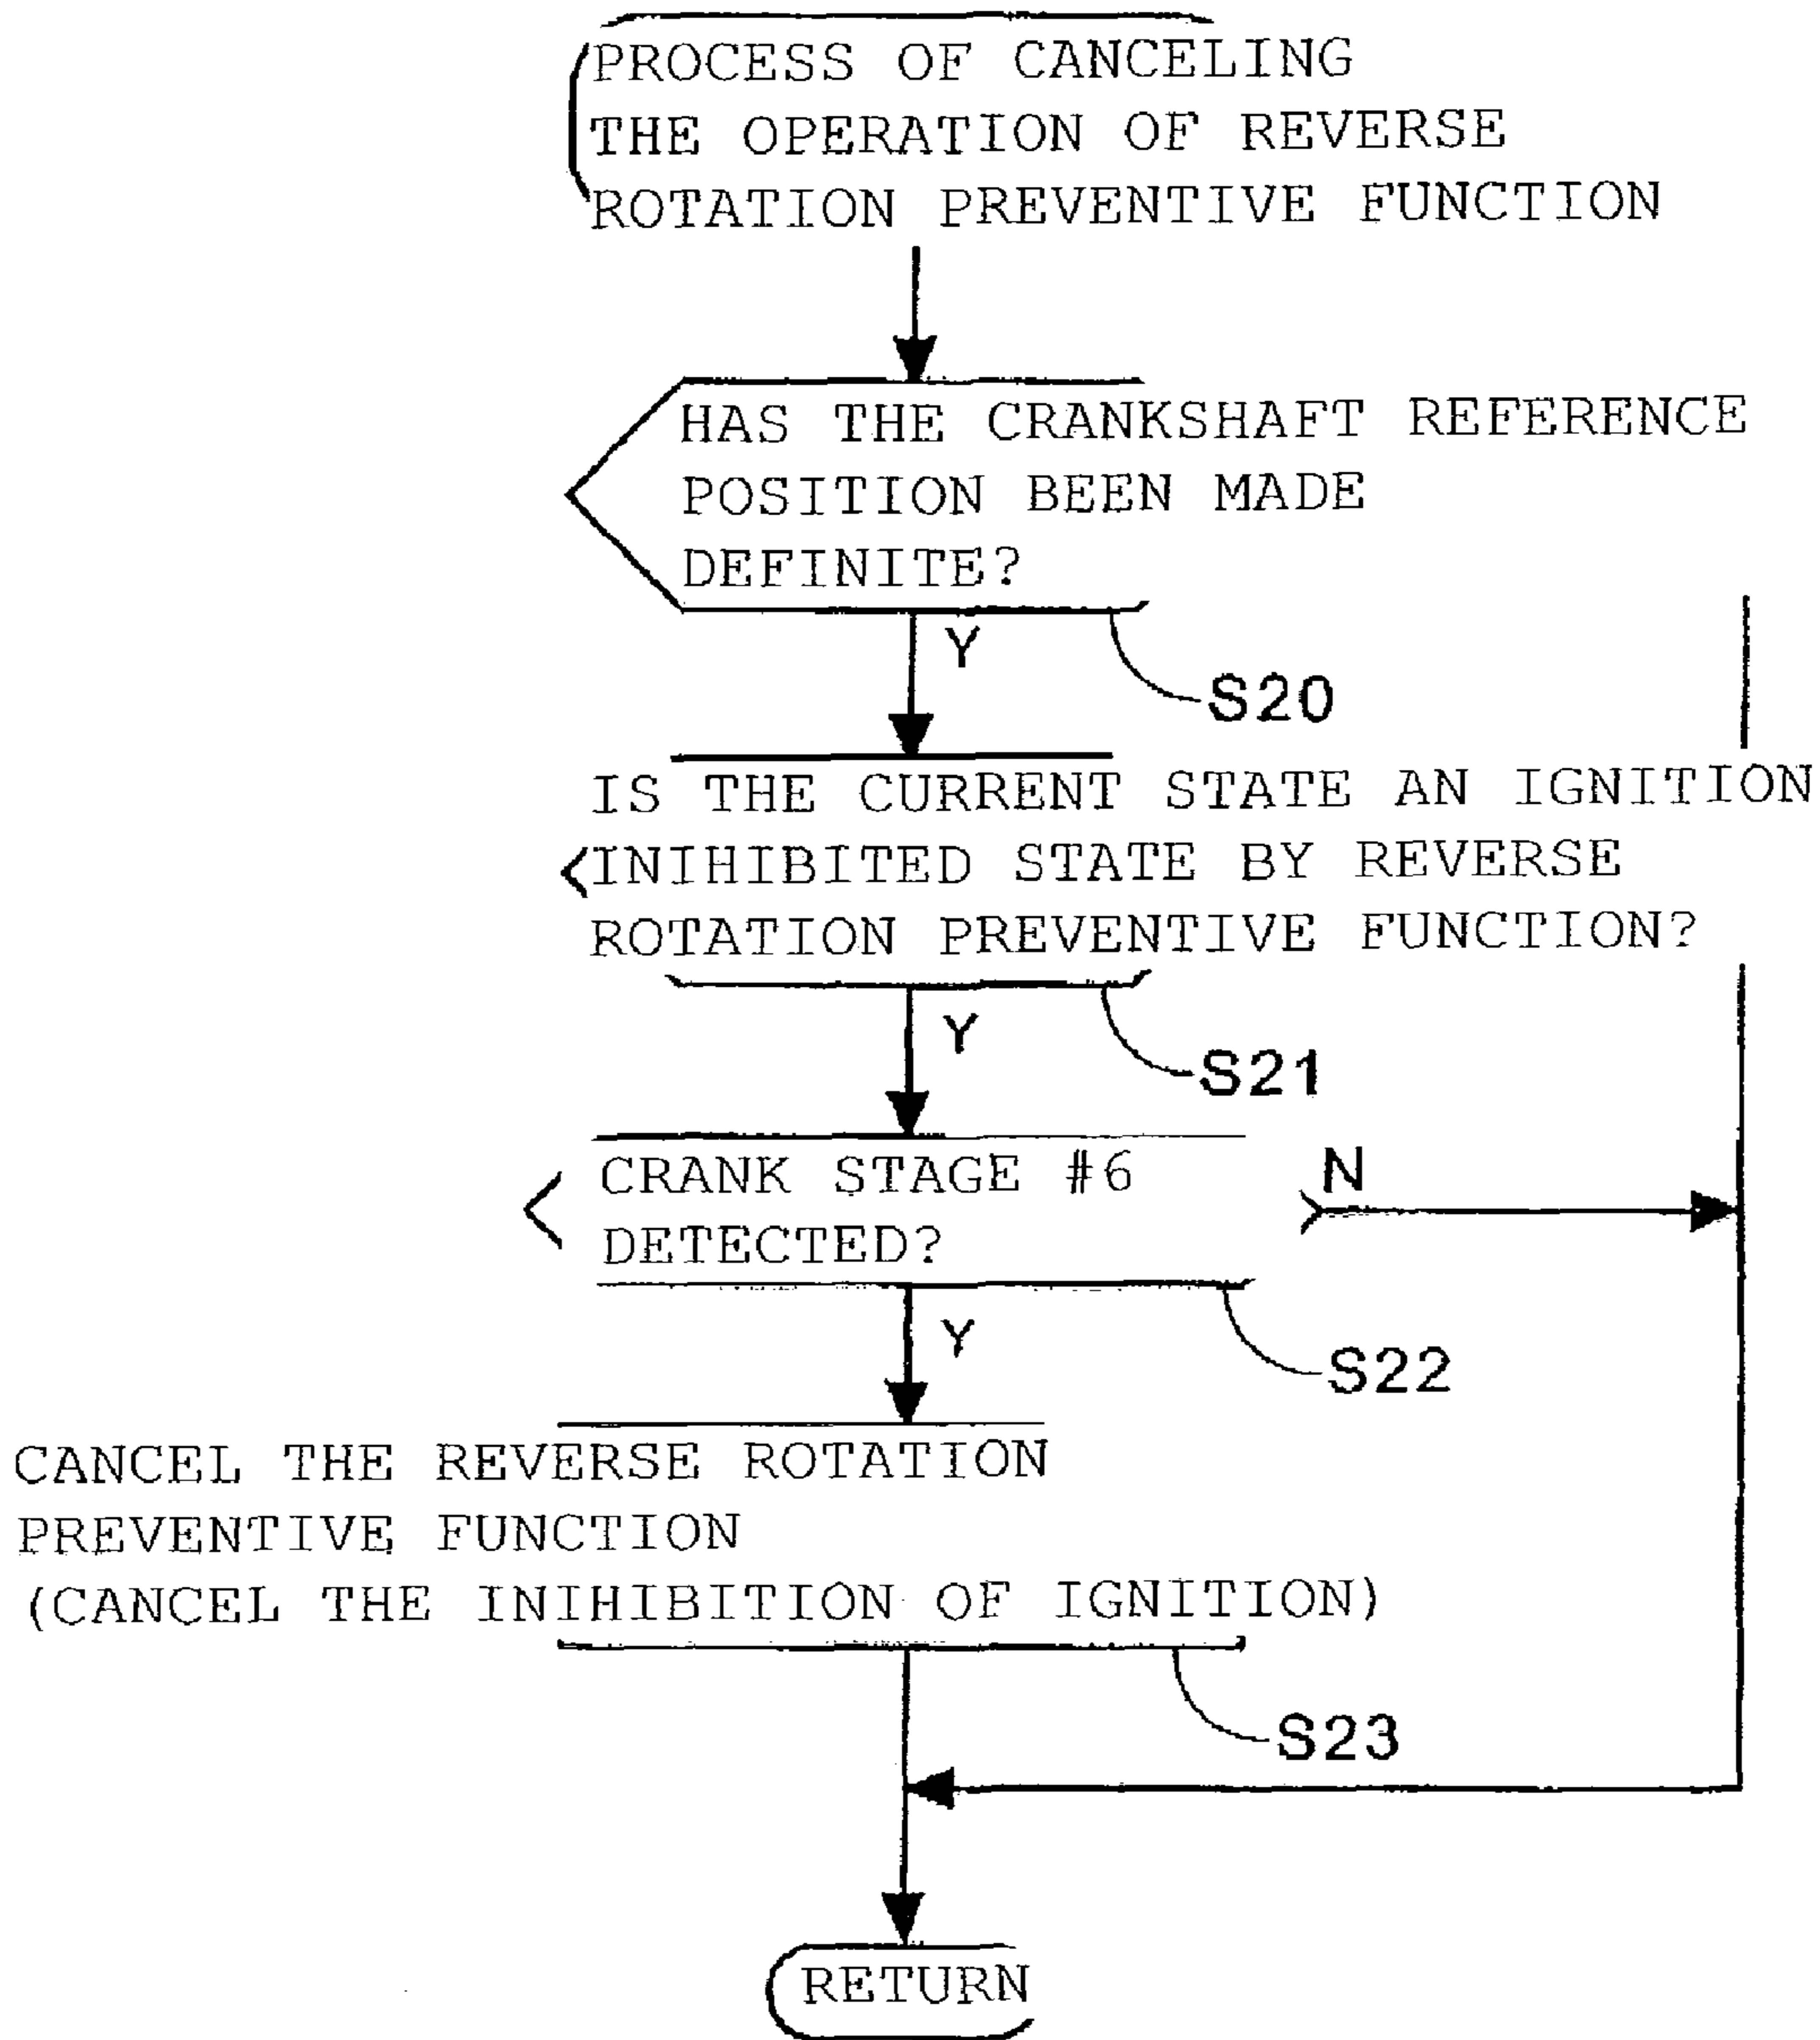 PROCESS OF CANCELING
THE OPERATION OF REVERSE
ROTATION PREVENTIVE FUNCTION
HAS THE CRANKSHAFT REFERENCE
POSITION BEEN MADE
DEFINITE?
Y
S20
IS THE CURRENT STATE AN IGNITION
INIHIBITED STATE BY REVERSE
ROTATION PREVENTIVE FUNCTION?
Y
S21
CRANK STAGE #6
DETECTED?
N
Y
S22
CANCEL THE REVERSE ROTATION
PREVENTIVE FUNCTION
(CANCEL THE INIHIBITION OF IGNITION)
S23
RETURN